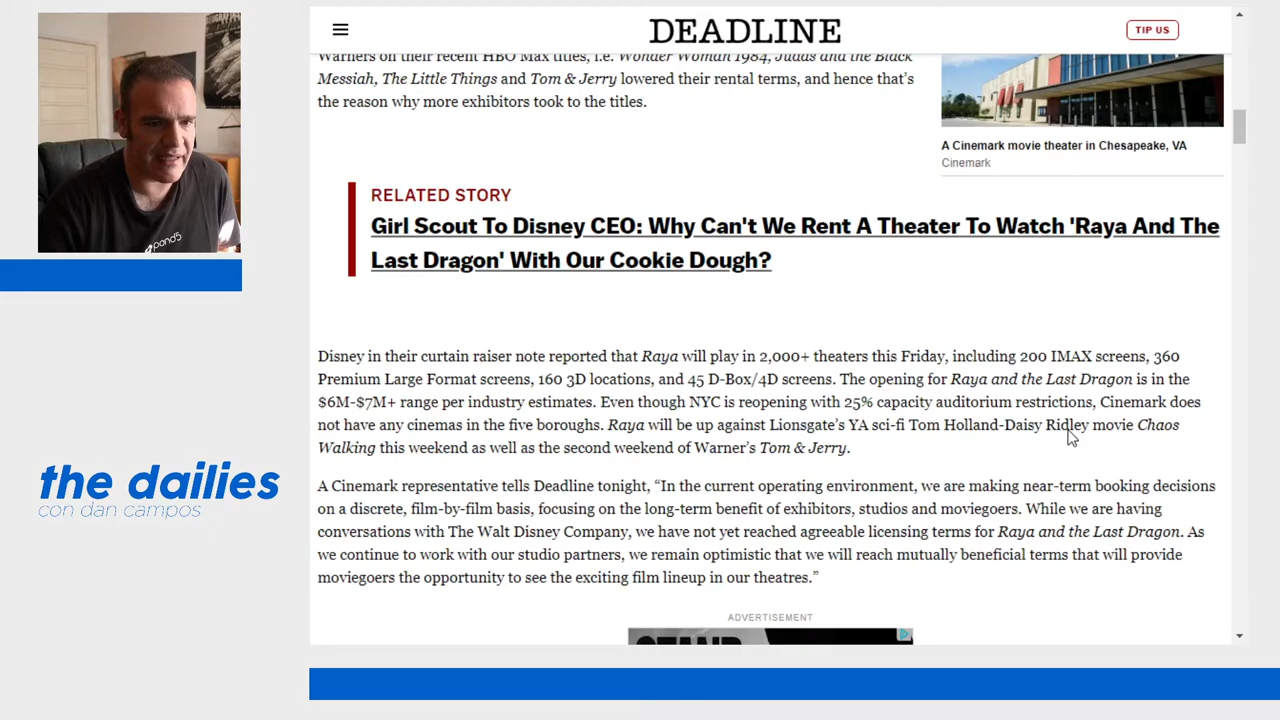 DEADLINE
TIP US
Warners on their recent HBO Max titles, i.e. Wonder Woman 1984, Judas and the Black
Messiah, The Little Things and Tom & Jerry lowered their rental terms, and hence that's
the reason why more exhibitors took to the titles.
A Cinemark movie theater in Chesapeake, VA
Cinemark
RELATED STORY
Girl Scout To Disney CEO: Why Can't We Rent A Theater To Watch 'Raya And The
Last Dragon' With Our Cookie Dough?
Disney in their curtain raiser note reported that Raya will play in 2,000+ theaters this Friday, including 200 IMAX screens, 360
Premium Large Format screens, 160 3D locations, and 45 D-Box/4D screens. The opening for Raya and the Last Dragon is in the
$6M-$7M+ range per industry estimates. Even though NYC is reopening with 25% capacity auditorium restrictions, Cinemark does
not have any cinemas in the five boroughs. Raya will be up against Lionsgate's YA sci-fi Tom Holland-Daisy Ridley movie Chaos
Walking this weekend as well as the second weekend of Warner's Tom & Jerry.
A Cinemark representative tells Deadline tonight, “In the current operating environment, we are making near-term booking decisions
on a discrete, film-by-film basis, focusing on the long-term benefit of exhibitors, studios and moviegoers. While we are having
conversations with The Walt Disney Company, we have not yet reached agreeable licensing terms for Raya and the Last Dragon. As
we continue to work with our studio partners, we remain optimistic that we will reach mutually beneficial terms that will provide
moviegoers the opportunity to see the exciting film lineup in our theatres.”
ADVERTISEMENT
pond5
the dailies
con dan campos